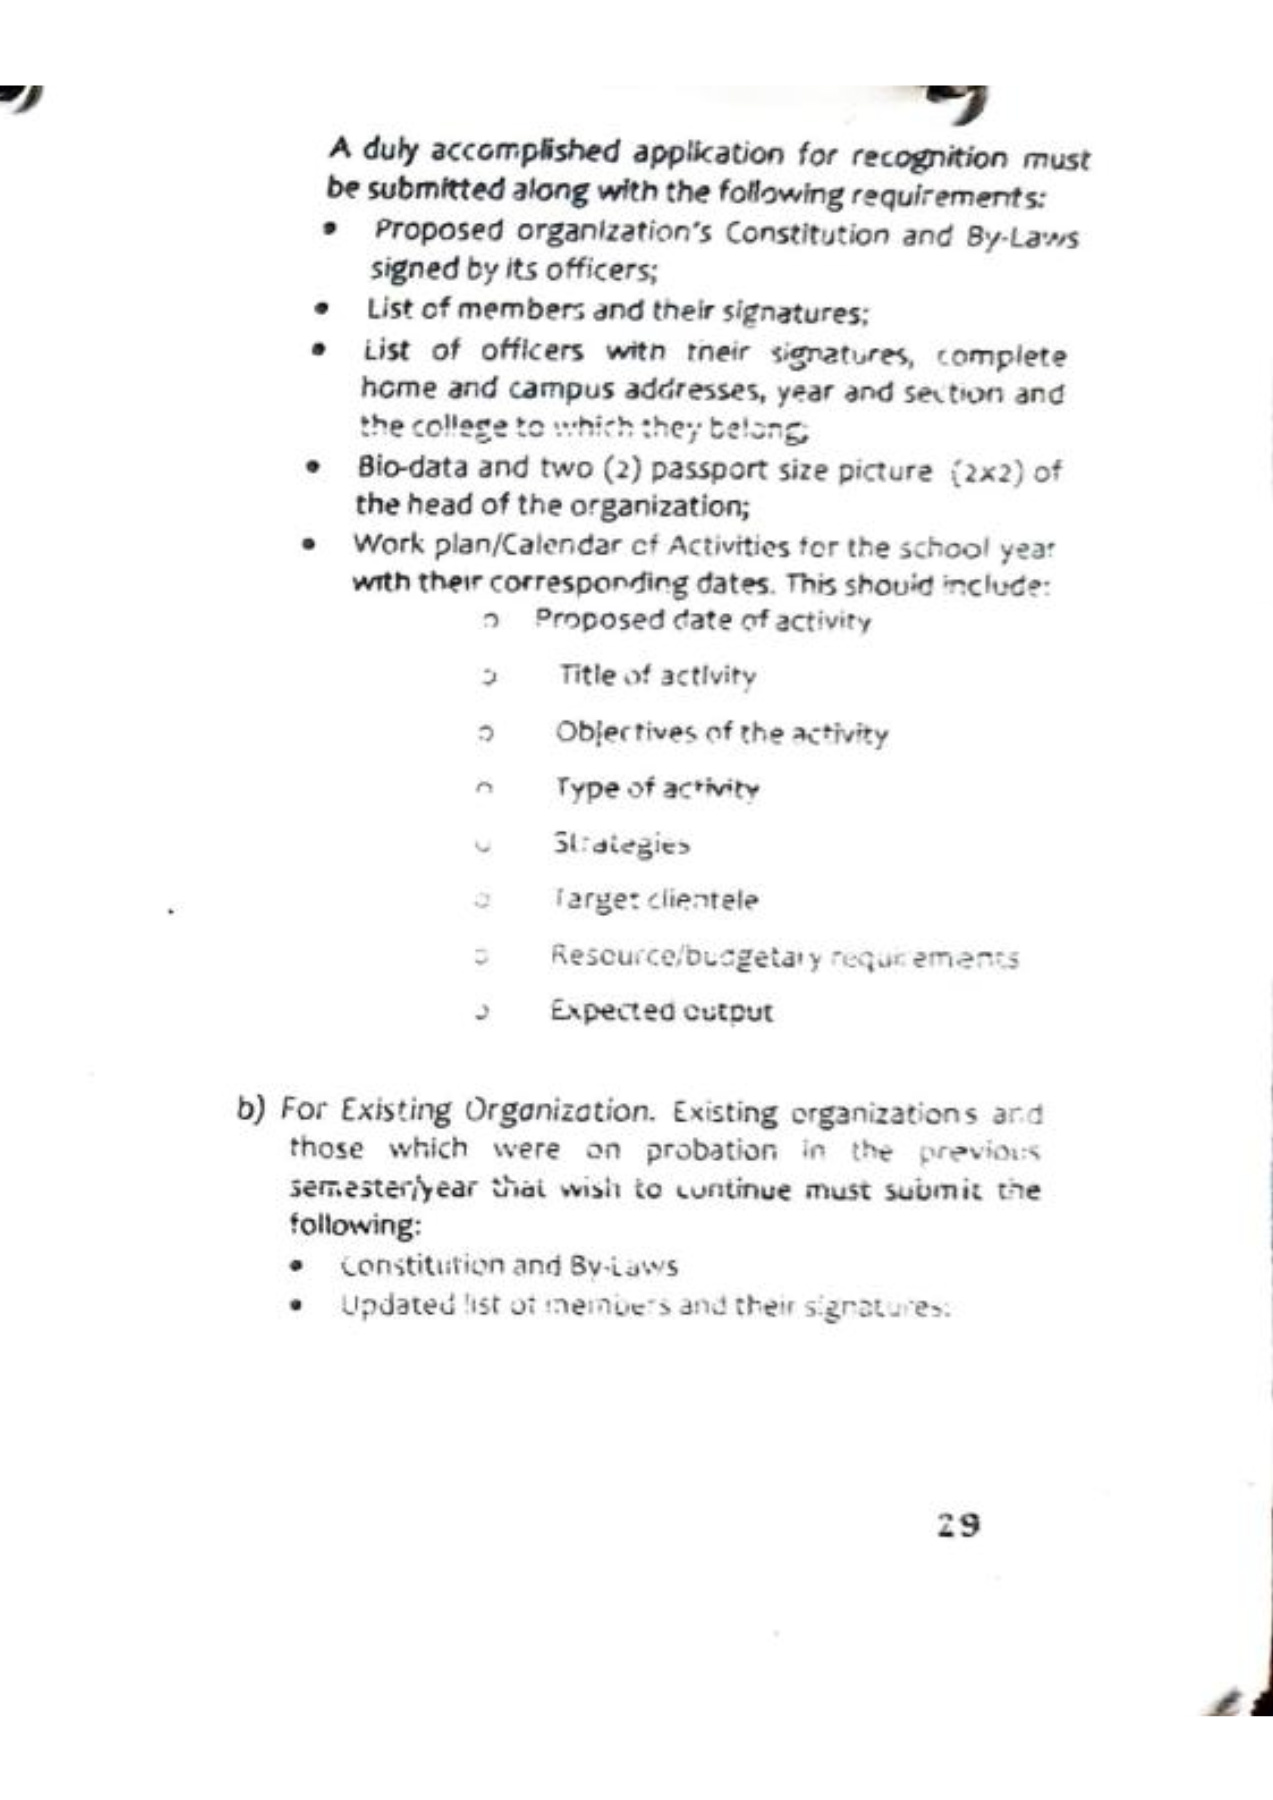 A duly accomplished application for recognition must
be submitted along with the following requirements:
• Proposed organization's Constitution and By-Laws
signed by its officers;
• List of members and their signatures;
• List of officers with their signatures, complete
home and campus addresses, year and section and
the college to which they belong;
• Bio-data and two (2) passport size picture (2x2) of
the head of the organization;
• Work plan/Calendar of Activities for the school year
with their corresponding dates. This should include:
o Proposed date of activity
o Title of activity
o Objectives of the activity
o Type of activity
o Strategies
o Target clientele
o Resource/budgetary requirements
o Expected output
b) For Existing Organization. Existing organizations and
those which were on probation in the previous
semester/year that wish to continue must submit the
following:
• Constitution and By-Laws
• Updated list of members and their signatures;
29